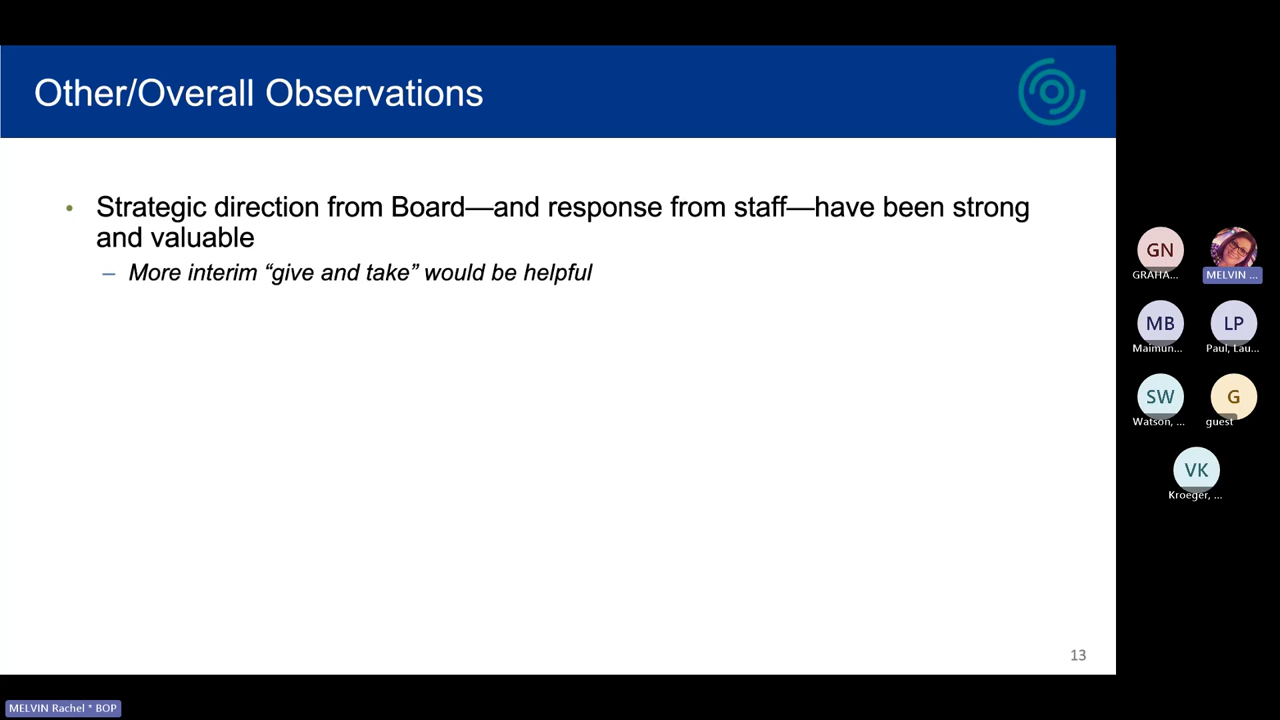 Other/Overall Observations
• Strategic direction from Board—and response from staff—have been strong
and valuable
– More interim “give and take” would be helpful
13
GN
GRAHA...
MELVIN ...
MB
Maimun...
LP
Paul, Lau...
SW
Watson, ...
G
guest
VK
Kroeger, ...
MELVIN Rachel * BOP